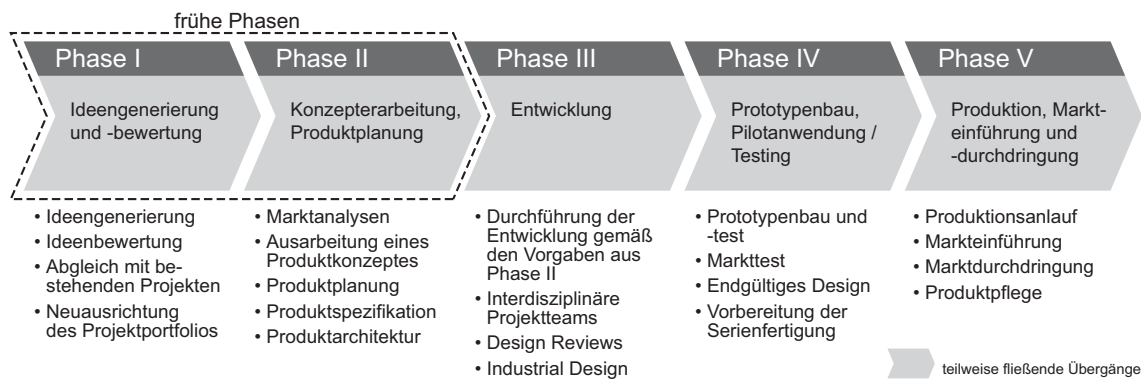 frühe Phasen
Phase I
Ideengenerierung
und -bewertung
• Ideengenerierung
• Ideenbewertung
• Abgleich mit be-
stehenden Projekten
• Neuausrichtung
des Projektportfolios
Phase II
Konzepterarbeitung,
Produktplanung
• Marktanalysen
• Ausarbeitung eines
Produktkonzeptes
• Produktplanung
• Produktspezifikation
• Produktarchitektur
Phase III
Entwicklung
• Durchführung der
Entwicklung gemäß
den Vorgaben aus
Phase II
• Interdisziplinäre
Projektteams
• Design Reviews
• Industrial Design
Phase IV
Prototypenbau,
Pilotanwendung /
Testing
• Prototypenbau und
-test
• Markttest
• Endgültiges Design
• Vorbereitung der
Serienfertigung
Phase V
Produktion, Markt-
einführung und
-durchdringung
• Produktionsanlauf
• Markteinführung
• Marktdurchdringung
• Produktpflege
teilweise fließende Übergänge